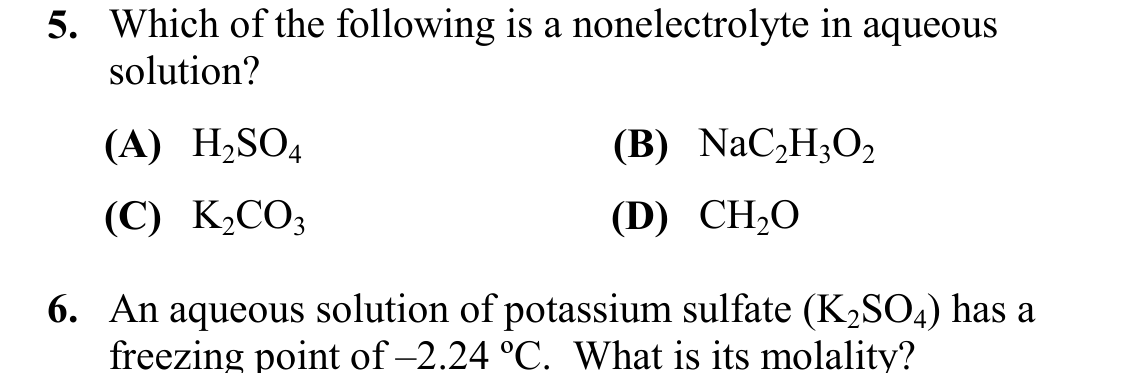 5. Which of the following is a nonelectrolyte in aqueous
solution?
(A) H₂SO₄ (B) NaC₂H₃O₂
(C) K₂CO₃ (D) CH₂O
6. An aqueous solution of potassium sulfate (K₂SO₄) has a
freezing point of –2.24 ºC. What is its molality?